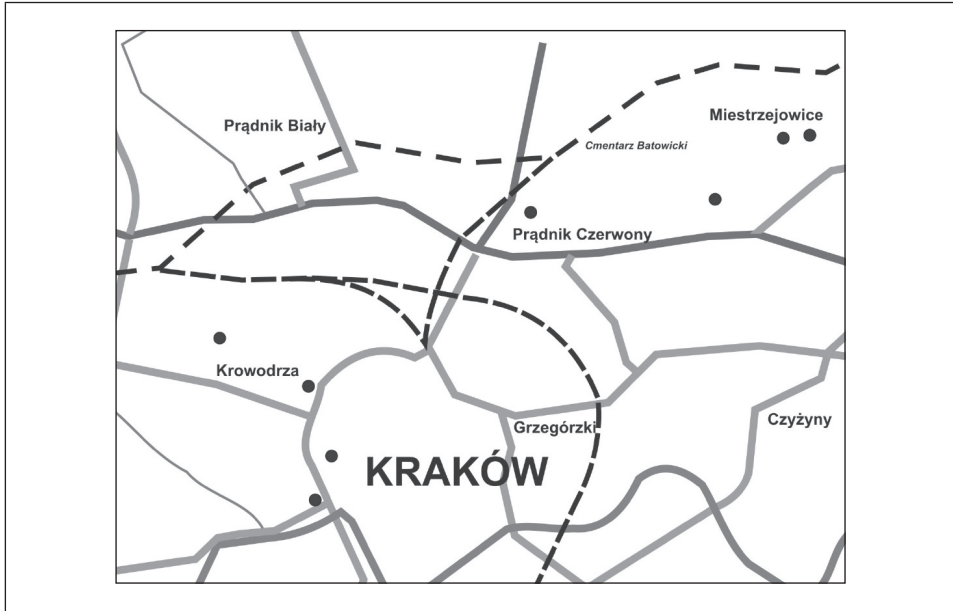 Prądnik Biały
Miestrzejowice
Cmentarz Batowicki
Prądnik Czerwony
Krowodrza
Grzegórzki
Czyżyny
KRAKÓW